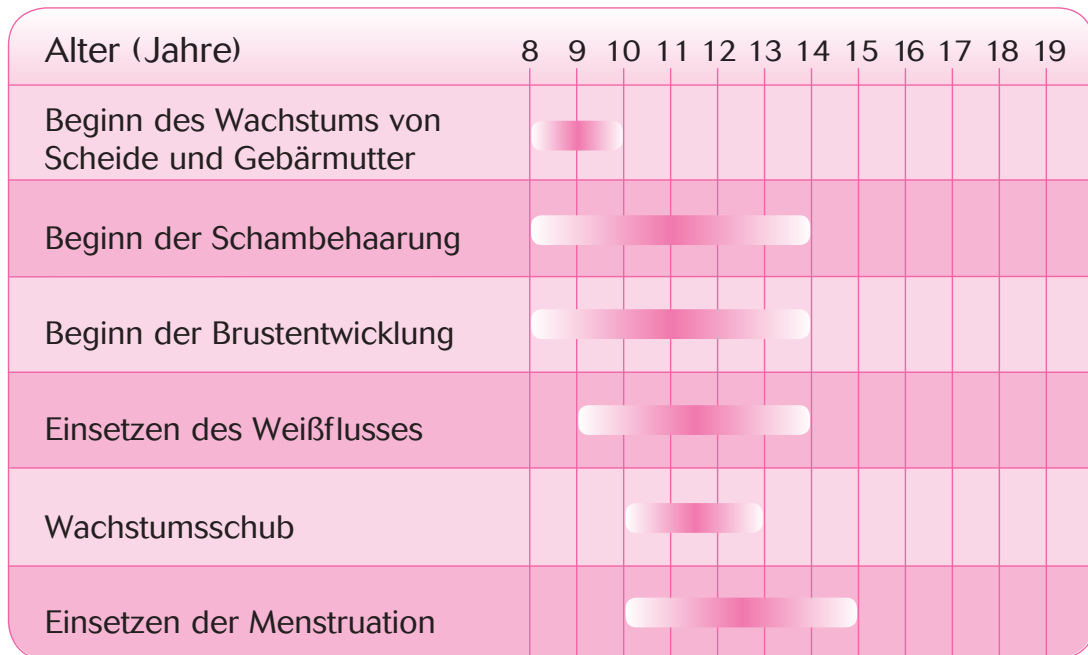 Alter (Jahre) 8 9 10 11 12 13 14 15 16 17 18 19
Beginn des Wachstums von
Scheide und Gebärmutter
Beginn der Schambehaarung
Beginn der Brustentwicklung
Einsetzen des Weißflusses
Wachstumsschub
Einsetzen der Menstruation